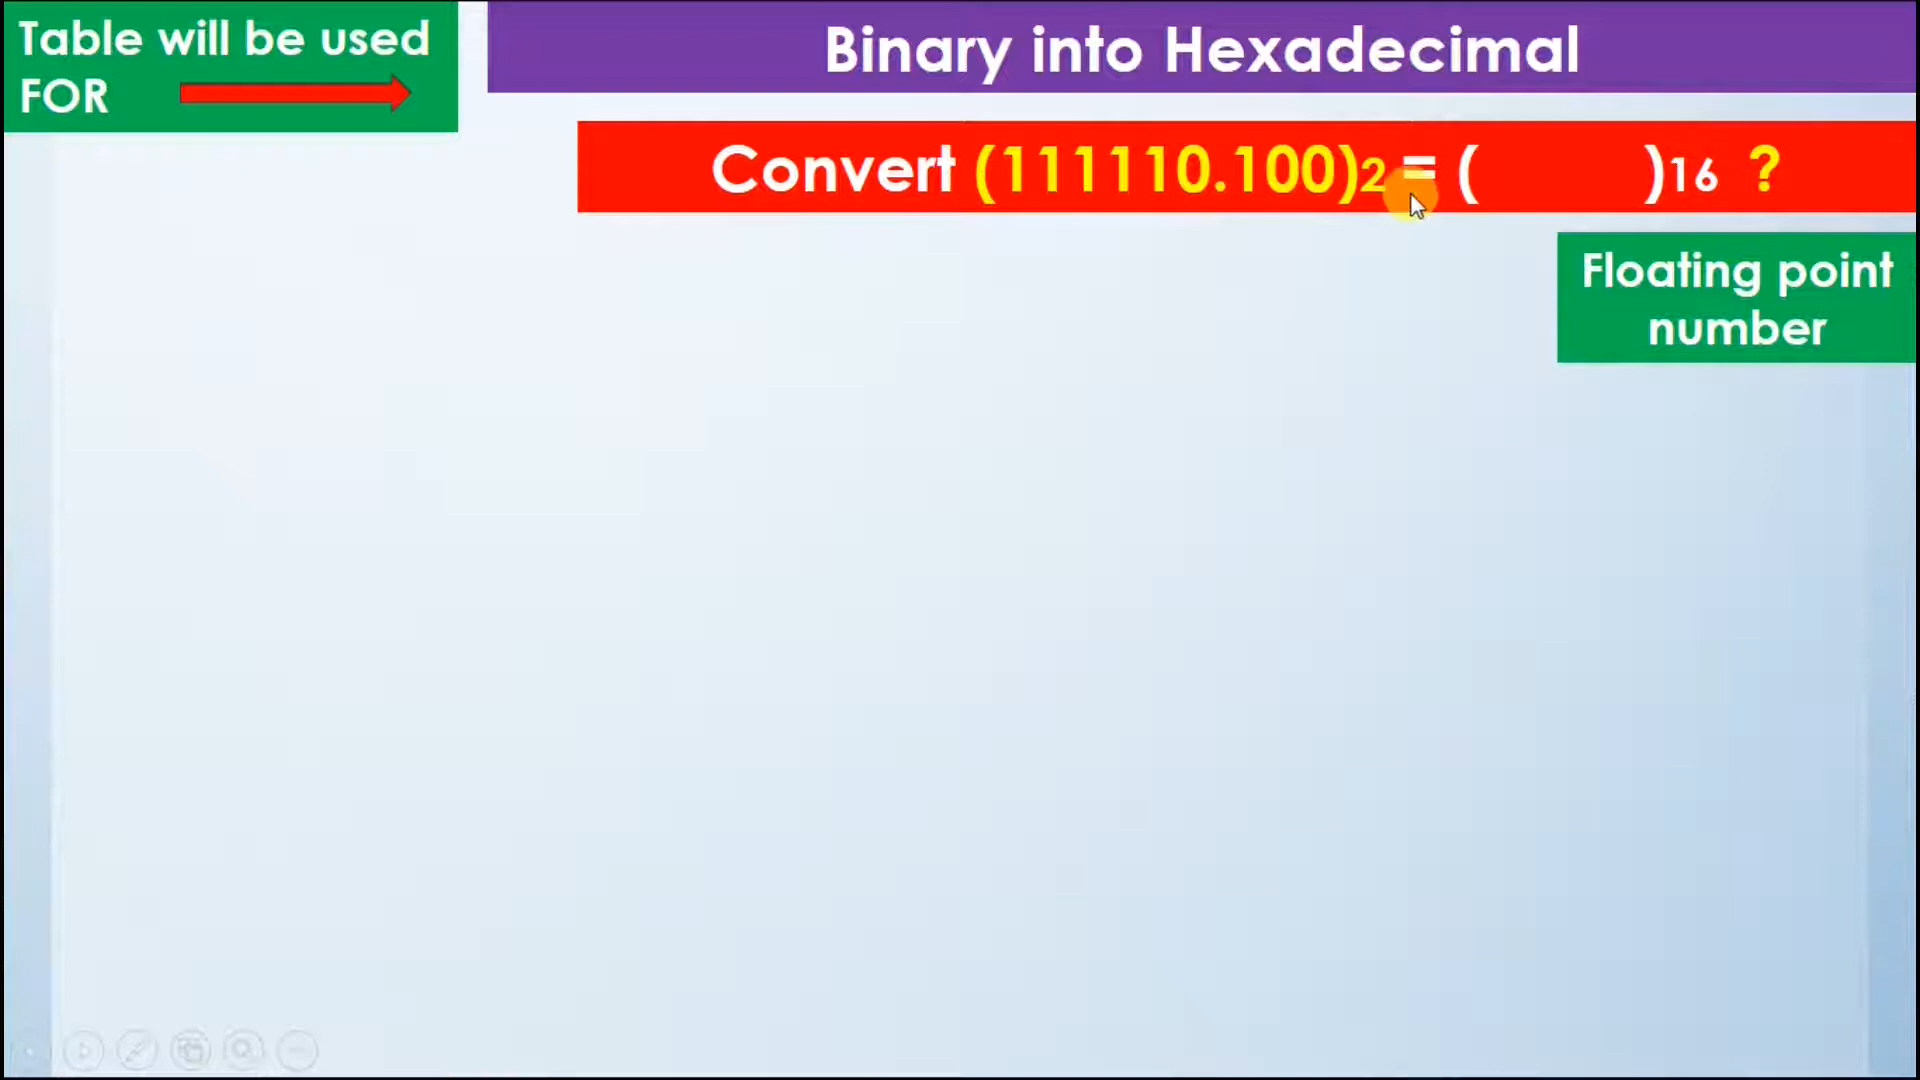 Table will be used
FOR
Binary into Hexadecimal
Convert (111110.100)2 = ( )16 ?
Floating point
number